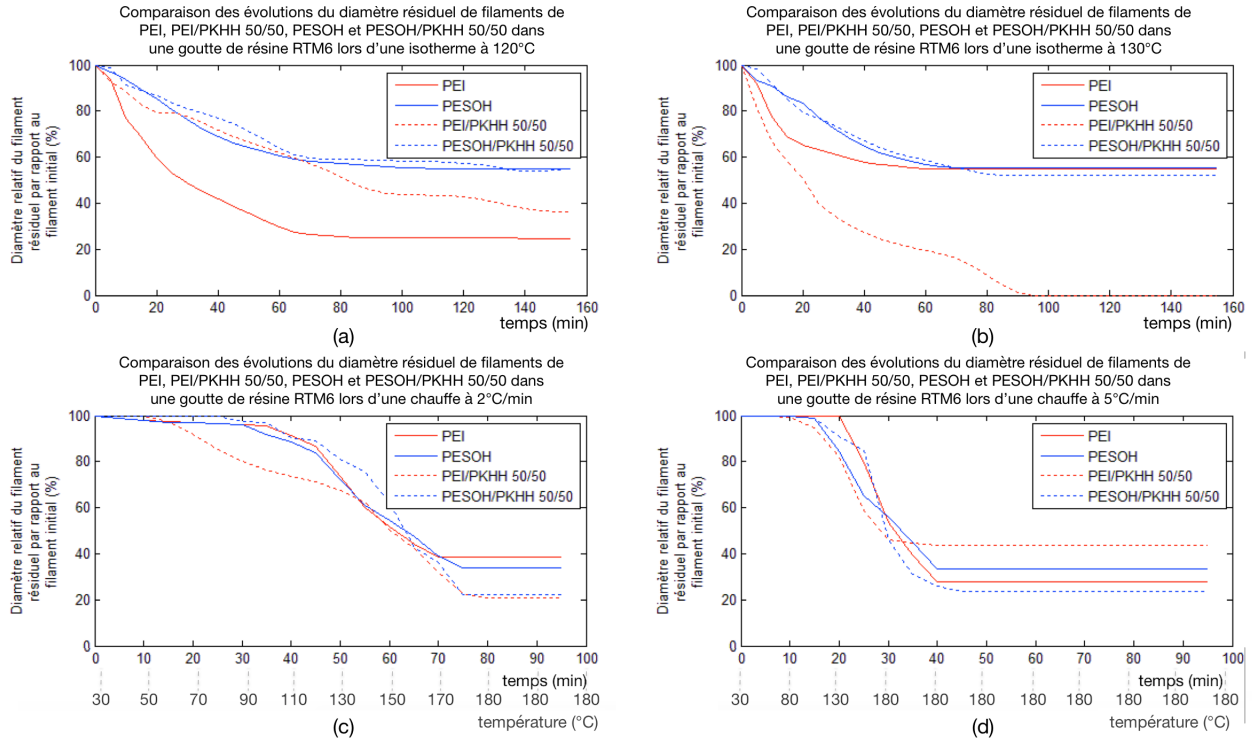 Comparaison des évolutions du diamètre résiduel de filaments de
PEI, PEI/PKHH 50/50, PESOH et PESOH/PKHH 50/50 dans
une goutte de résine RTM6 lors d'une isotherme à 120°C
Diamètre relatif du filament
résiduel par rapport au
filament initial (%)
100
80
60
40
20
0
PEI
PESOH
PEI/PKHH 50/50
PESOH/PKHH 50/50
0 20 40 60 80 100 120 140 160
temps (min)
(a)
Comparaison des évolutions du diamètre résiduel de filaments de
PEI, PEI/PKHH 50/50, PESOH et PESOH/PKHH 50/50 dans
une goutte de résine RTM6 lors d'une isotherme à 130°C
Diamètre relatif du filament
résiduel par rapport au
filament initial (%)
100
80
60
40
20
0
PEI
PESOH
PEI/PKHH 50/50
PESOH/PKHH 50/50
0 20 40 60 80 100 120 140 160
temps (min)
(b)
Comparaison des évolutions du diamètre résiduel de filaments de
PEI, PEI/PKHH 50/50, PESOH et PESOH/PKHH 50/50 dans
une goutte de résine RTM6 lors d'une chauffe à 2°C/min
Diamètre relatif du filament
résiduel par rapport au
filament initial (%)
100
80
60
40
20
0
PEI
PESOH
PEI/PKHH 50/50
PESOH/PKHH 50/50
0 10 20 30 40 50 60 70 80 90 100
temps (min)
30 50 70 90 110 130 150 170 180 180 180
température (°C)
(c)
Comparaison des évolutions du diamètre résiduel de filaments de
PEI, PEI/PKHH 50/50, PESOH et PESOH/PKHH 50/50 dans
une goutte de résine RTM6 lors d'une chauffe à 5°C/min
Diamètre relatif du filament
résiduel par rapport au
filament initial (%)
100
80
60
40
20
0
PEI
PESOH
PEI/PKHH 50/50
PESOH/PKHH 50/50
0 10 20 30 40 50 60 70 80 90 100
temps (min)
30 80 130 180 180 180 180 180 180 180 180
température (°C)
(d)